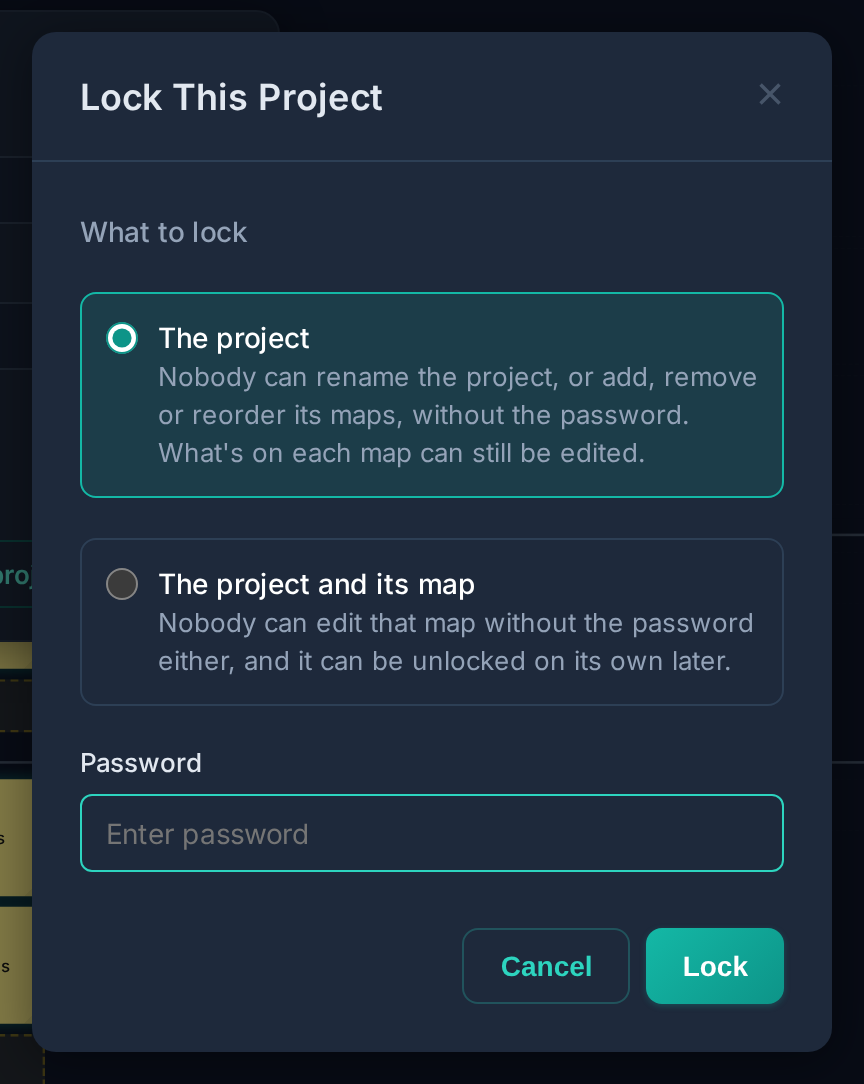 Lock This Project
What to lock
The project
Nobody can rename the project, or add, remove
or reorder its maps, without the password.
What's on each map can still be edited.
proj
The project and its map
Nobody can edit that map without the password
either, and it can be unlocked on its own later.
Password
Enter password
s
Cancel
Lock
s